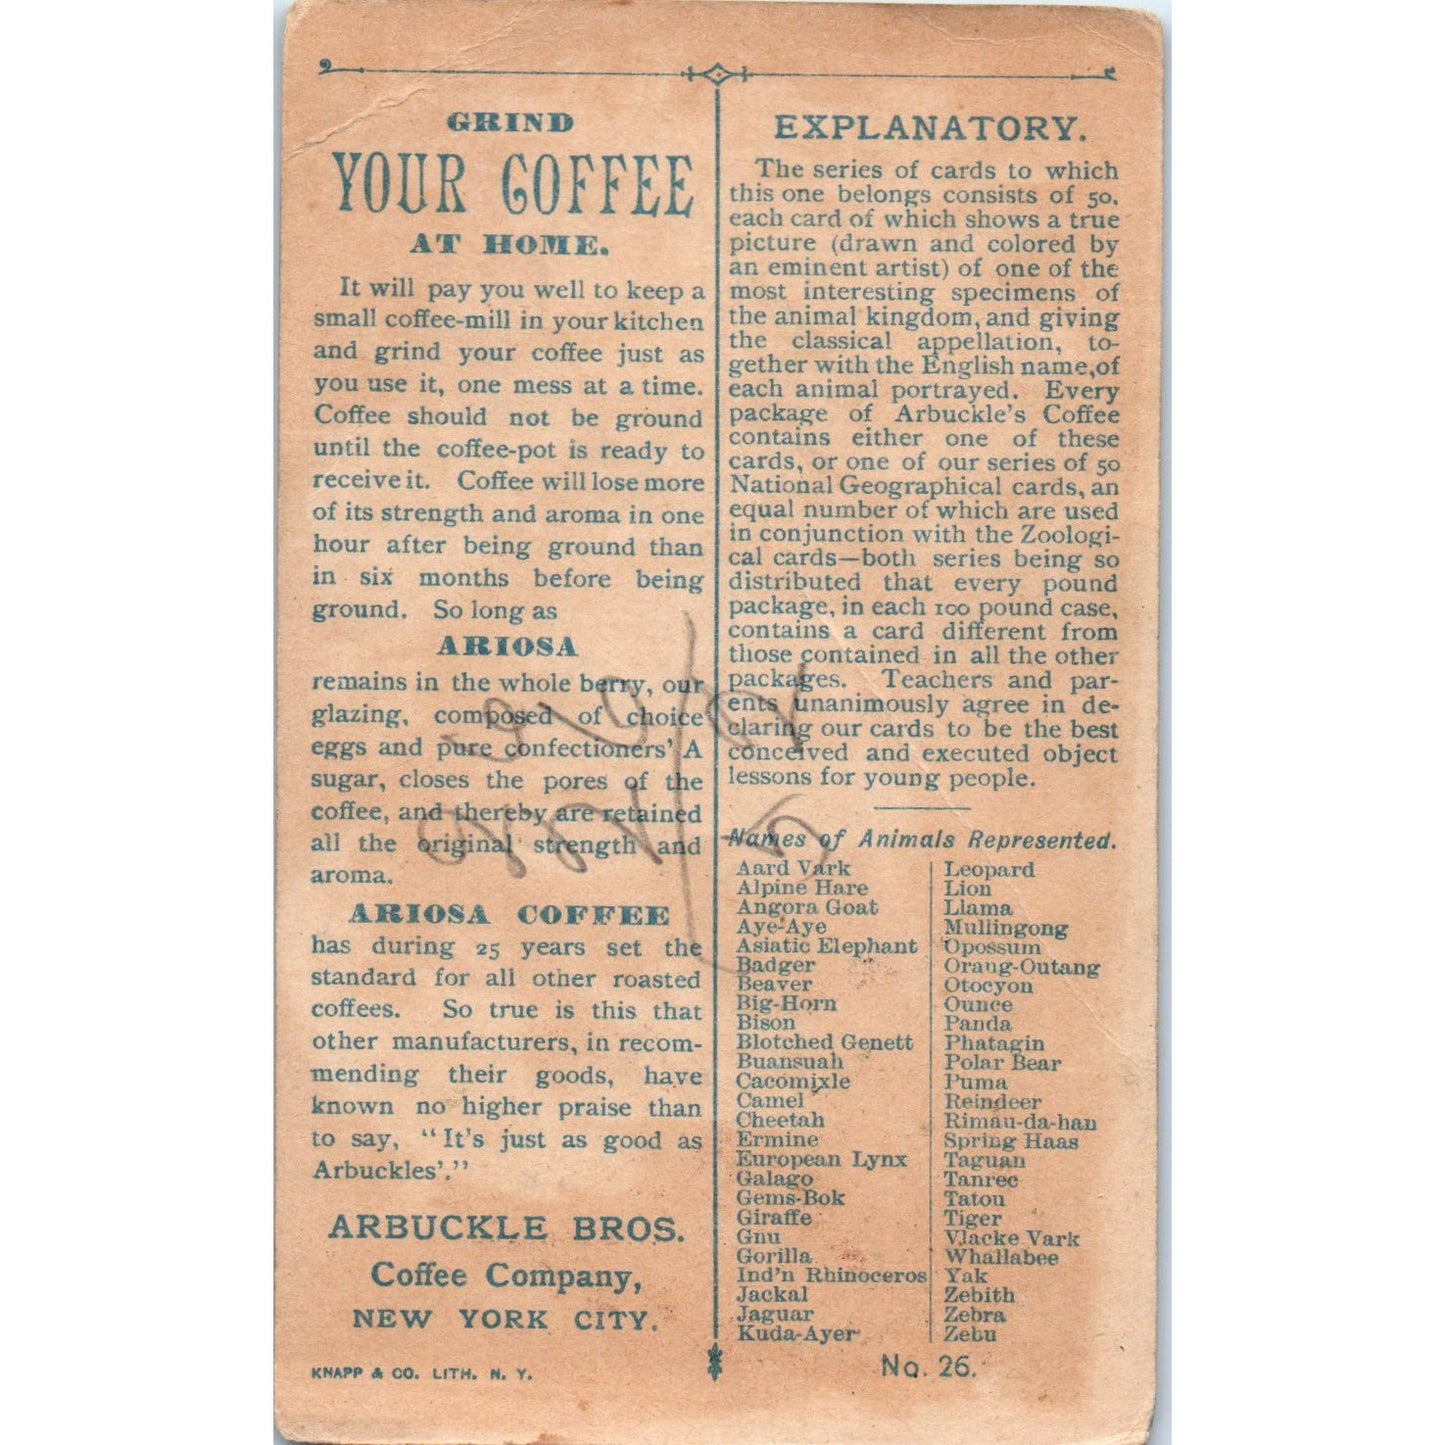 GRIND
YOUR COFFEE
AT HOME.
It will pay you well to keep a
small coffee-mill in your kitchen
and grind your coffee just as
you use it, one mess at a time.
Coffee should not be ground
until the coffee-pot is ready to
receive it. Coffee will lose more
of its strength and aroma in one
hour after being ground than
in six months before being
ground. So long as
ARIOSA
remains in the whole berry, our
glazing, composed of choice
eggs and pure confectioners' A
sugar, closes the pores of the
coffee, and thereby are retained
all the original strength and
aroma.
ARIOSA COFFEE
has during 25 years set the
standard for all other roasted
coffees. So true is this that
other manufacturers, in recom-
mending their goods, have
known no higher praise than
to say, "It's just as good as
Arbuckles'."
ARBUCKLE BROS.
Coffee Company,
NEW YORK CITY.
KNAPP & CO. LITH. N. Y.
EXPLANATORY.
The series of cards to which
this one belongs consists of 50,
each card of which shows a true
picture (drawn and colored by
an eminent artist) of one of the
most interesting specimens of
the animal kingdom, and giving
the classical appellation, to-
gether with the English name, of
each animal portrayed. Every
package of Arbuckle's Coffee
contains either one of these
cards, or one of our series of 50
National Geographical cards, an
equal number of which are used
in conjunction with the Zoologi-
cal cards—both series being so
distributed that every pound
package, in each 100 pound case,
contains a card different from
those contained in all the other
packages. Teachers and par-
ents unanimously agree in de-
claring our cards to be the best
conceived and executed object
lessons for young people.
Names of Animals Represented.
Aard Vark
Alpine Hare
Angora Goat
Aye-Aye
Asiatic Elephant
Badger
Beaver
Big-Horn
Bison
Blotched Genett
Buansuah
Cacomixle
Camel
Cheetah
Ermine
European Lynx
Galago
Gems-Bok
Giraffe
Gnu
Gorilla
Ind'n Rhinoceros
Jackal
Jaguar
Kuda-Ayer
Leopard
Lion
Llama
Mullingong
Opossum
Orang-Outang
Otocyon
Ounce
Panda
Phatagin
Polar Bear
Puma
Reindeer
Rimau-da-han
Spring Haas
Taguan
Tanrec
Tatou
Tiger
Vlacke Vark
Whallabee
Yak
Zebith
Zebra
Zebu
No. 26.